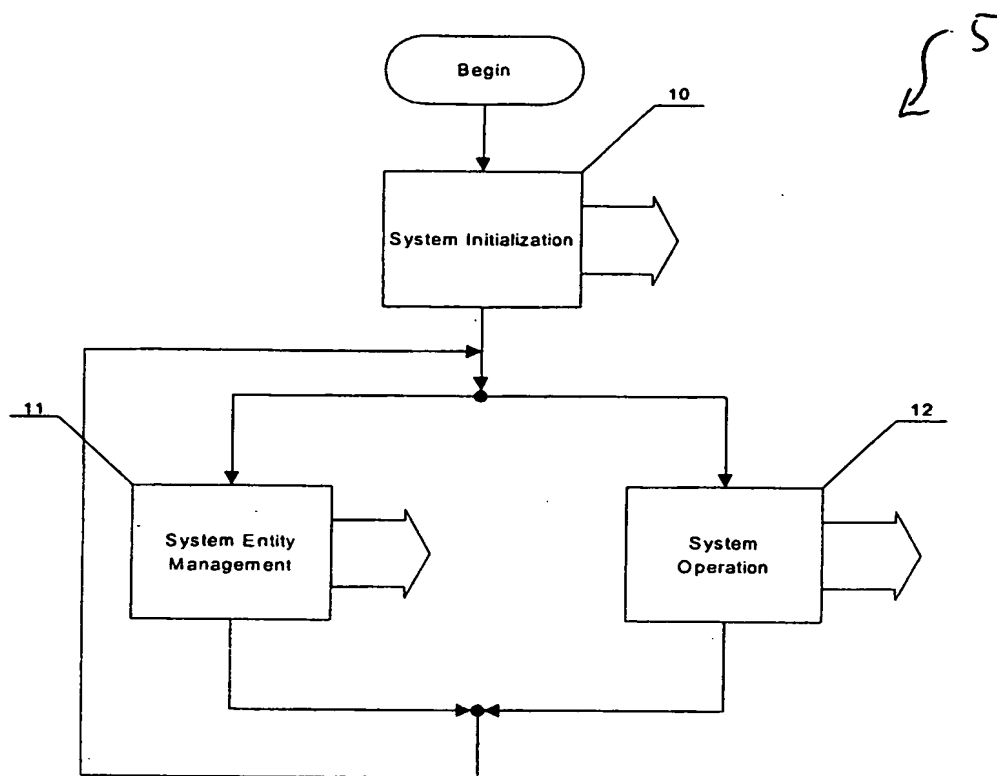 5
Begin
10
System Initialization
11
12
System Entity
Management
System
Operation